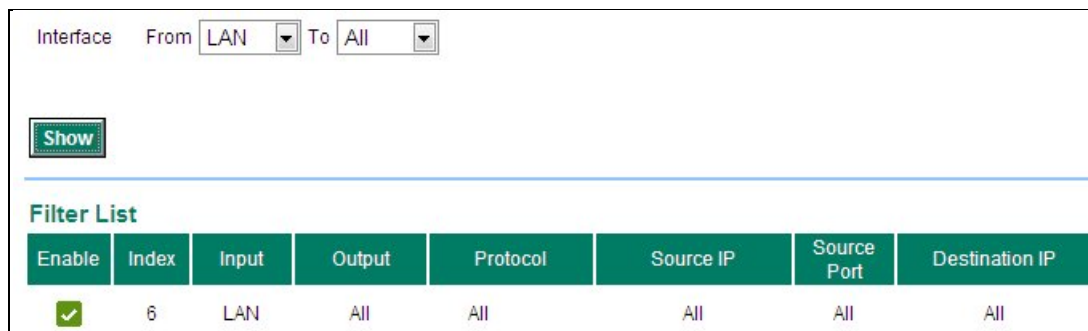 Interface From LAN To All
Show
Filter List
Enable Index Input Output Protocol Source IP Source Port Destination IP
6 LAN All All All All All